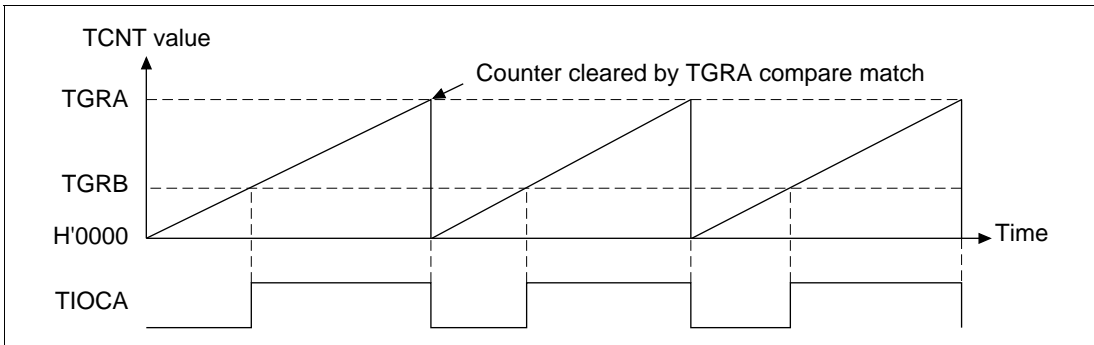 TCNT value
Counter cleared by TGRA compare match
TGRA
TGRB
H'0000
Time
TIOCA